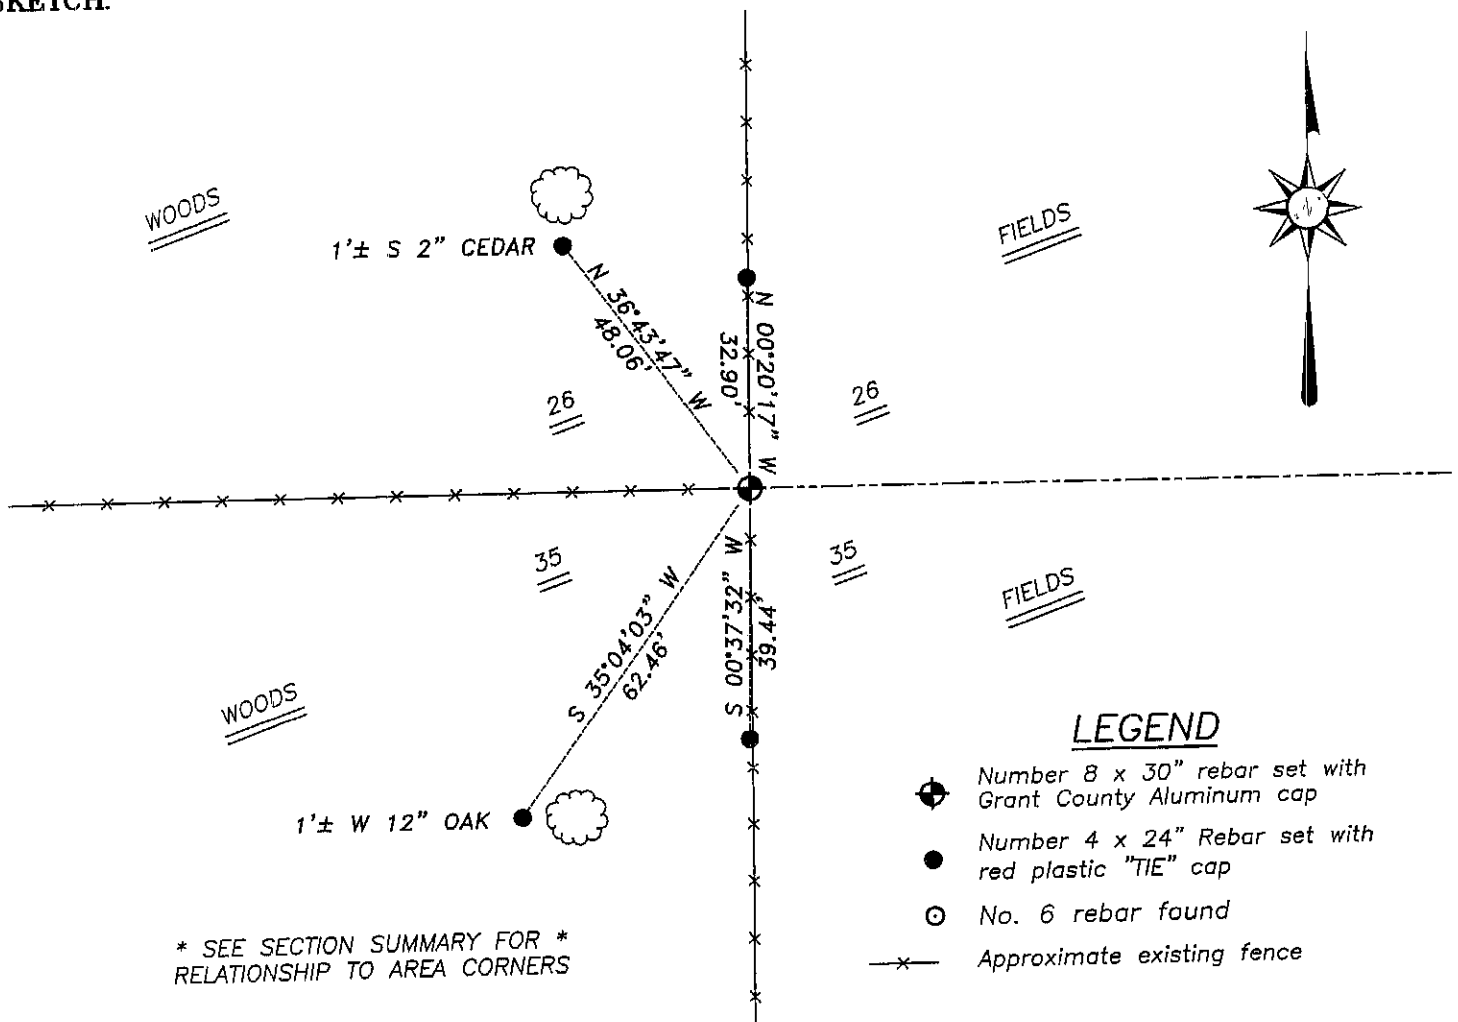 SKETCH:
WOODS
FIELDS
1'± S 2" CEDAR
N 36°43'47" W
48.06'
N 00°20'17" W
32.90'
26
26
35
35
S 35°04'03" W
62.46'
S 00°37'32" W
39.44'
FIELDS
WOODS
1'± W 12" OAK
LEGEND
Number 8 x 30" rebar set with
Grant County Aluminum cap
Number 4 x 24" Rebar set with
red plastic "TIE" cap
No. 6 rebar found
Approximate existing fence
* SEE SECTION SUMMARY FOR *
RELATIONSHIP TO AREA CORNERS